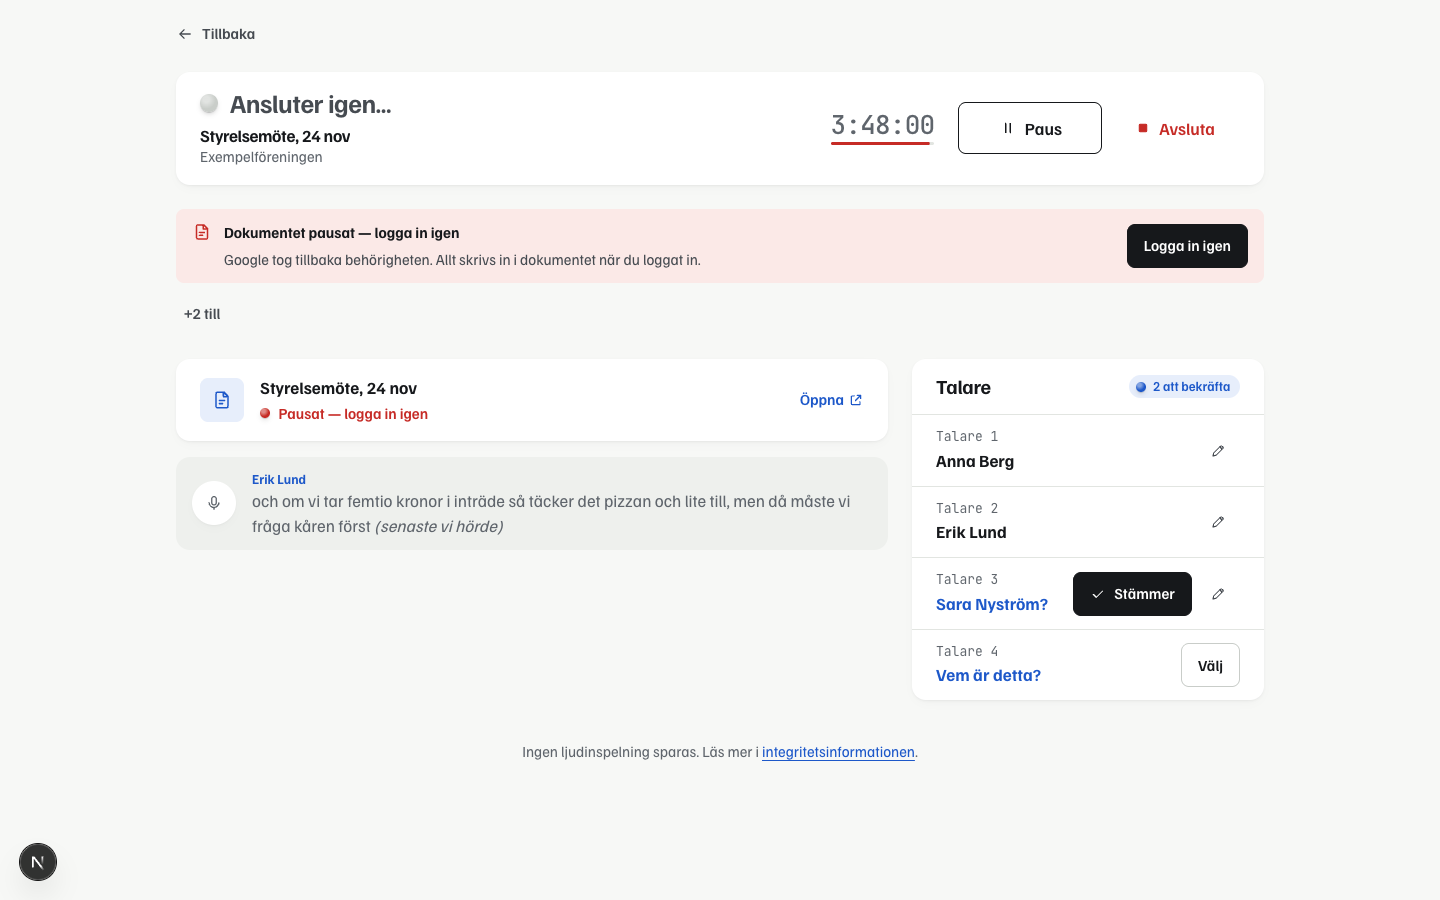 Tillbaka
Ansluter igen...
Styrelsemöte, 24 nov
Exempelföreningen
3:48:00
Paus
Avsluta
Dokumentet pausat — logga in igen
Google tog tillbaka behörigheten. Allt skrivs in i dokumentet när du loggat in.
Logga in igen
+2 till
Styrelsemöte, 24 nov
Pausat — logga in igen
Öppna
Erik Lund
och om vi tar femtio kronor i inträde så täcker det pizzan och lite till, men då måste vi
fråga kåren först (senaste vi hörde)
Talare
2 att bekräfta
Talare 1
Anna Berg
Talare 2
Erik Lund
Talare 3
Sara Nyström?
Stämmer
Talare 4
Vem är detta?
Välj
Ingen ljudinspelning sparas. Läs mer i integritetsinformationen.
N